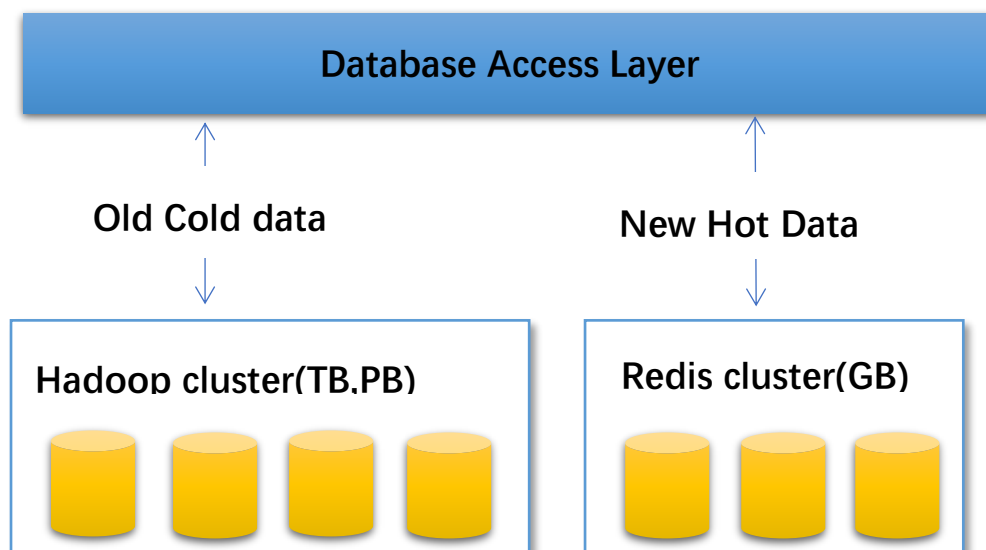 Database Access Layer
Old Cold data
New Hot Data
Hadoop cluster(TB,PB)
Redis cluster(GB)